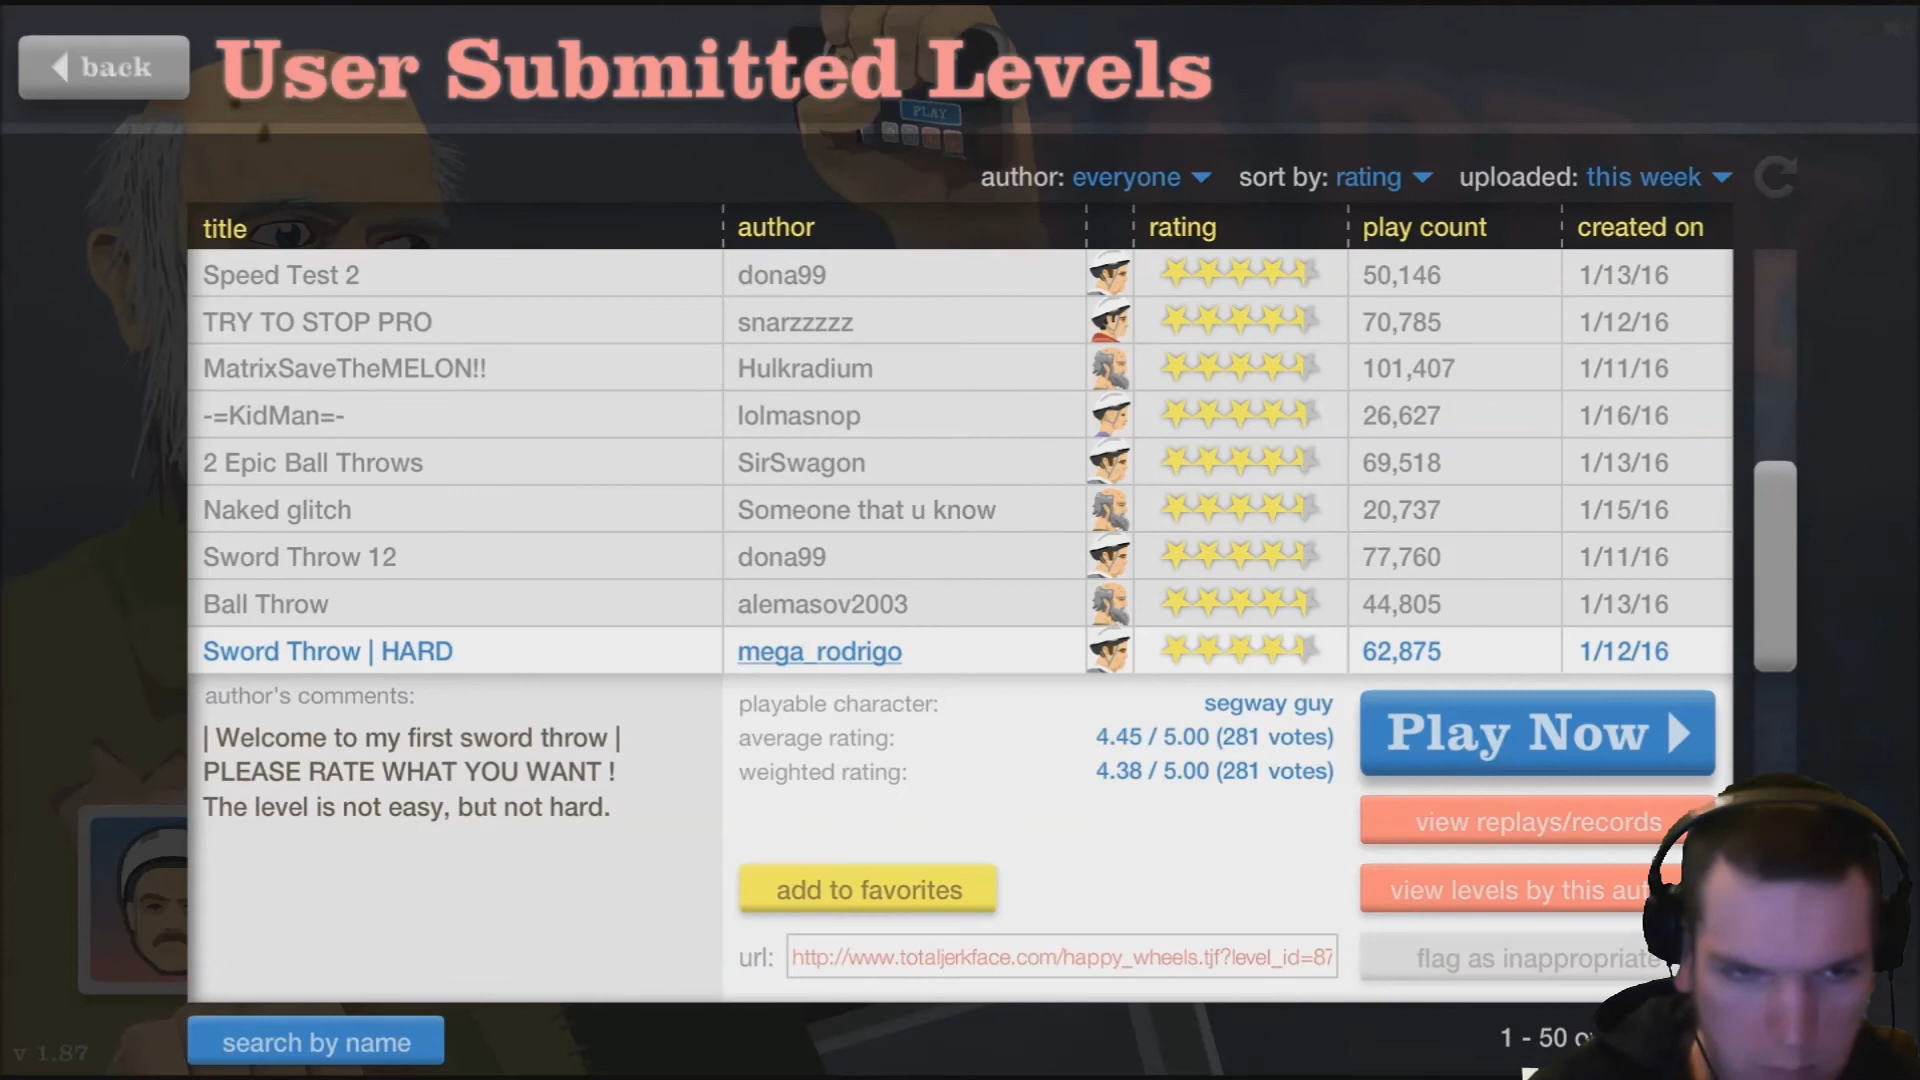 back
User Submitted Levels
PLAY
author: everyone sort by: rating uploaded: this week
title author rating play count created on
Speed Test 2 dona99 50,146 1/13/16
TRY TO STOP PRO snarzzzzz 70,785 1/12/16
MatrixSaveTheMELON!! Hulkradium 101,407 1/11/16
-=KidMan=- lolmasnop 26,627 1/16/16
2 Epic Ball Throws SirSwagon 69,518 1/13/16
Naked glitch Someone that u know 20,737 1/15/16
Sword Throw 12 dona99 77,760 1/11/16
Ball Throw alemasov2003 44,805 1/13/16
Sword Throw | HARD mega_rodrigo 62,875 1/12/16
author's comments:
| Welcome to my first sword throw |
PLEASE RATE WHAT YOU WANT !
The level is not easy, but not hard.
playable character: segway guy
average rating: 4.45 / 5.00 (281 votes)
weighted rating: 4.38 / 5.00 (281 votes)
add to favorites
url: http://www.totaljerkface.com/happy_wheels.tjf?level_id=87
Play Now
view replays/records
view levels by this aut
flag as inappropriate
v 1.87
search by name
1 - 50